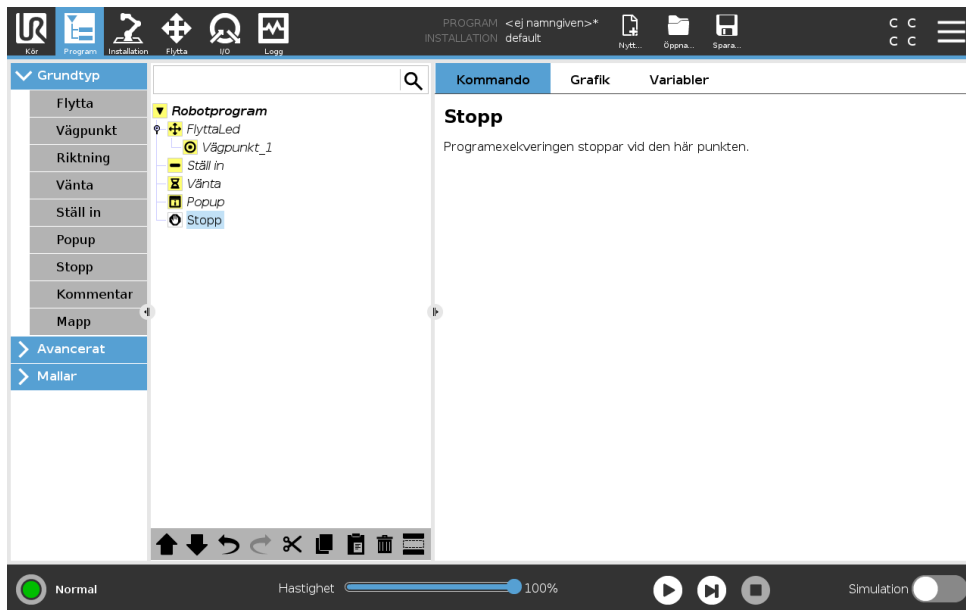 PROGRAM <ej namngiven>*
INSTALLATION default
Kör
Program
Installation
Flytta
I/O
Logg
Nytt...
Öppna...
Spara...
C C
C C
Grundtyp
Flytta
Vägpunkt
Riktning
Vänta
Ställ in
Popup
Stopp
Kommentar
Mapp
Avancerat
Mallar
Robotprogram
FlyttaLed
Vägpunkt_1
Ställ in
Vänta
Popup
Stopp
Kommando
Grafik
Variabler
Stopp
Programexekveringen stoppar vid den här punkten.
Normal
Hastighet
100%
Simulation